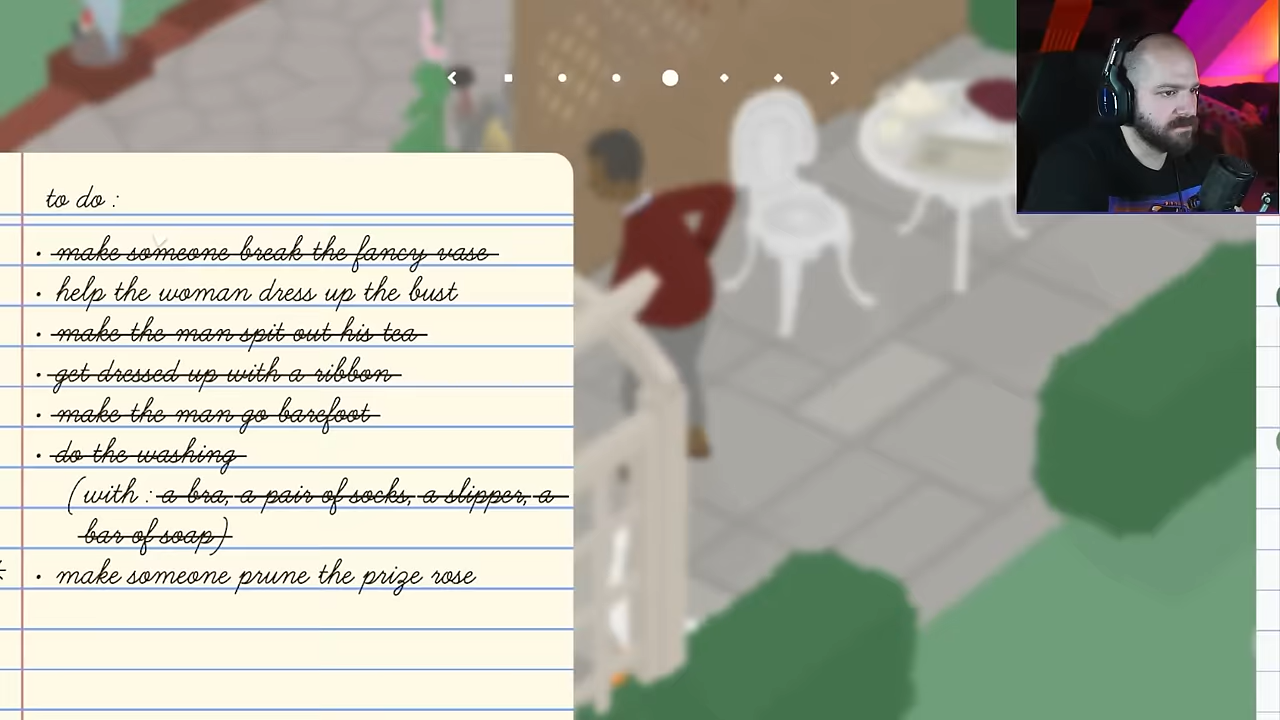 to do :
• make someone break the fancy vase
• help the woman dress up the bust
• make the man spit out his tea
• get dressed up with a ribbon
• make the man go barefoot
• do the washing
(with : a bra, a pair of socks, a slipper, a
bar of soap)
• make someone prune the prize rose